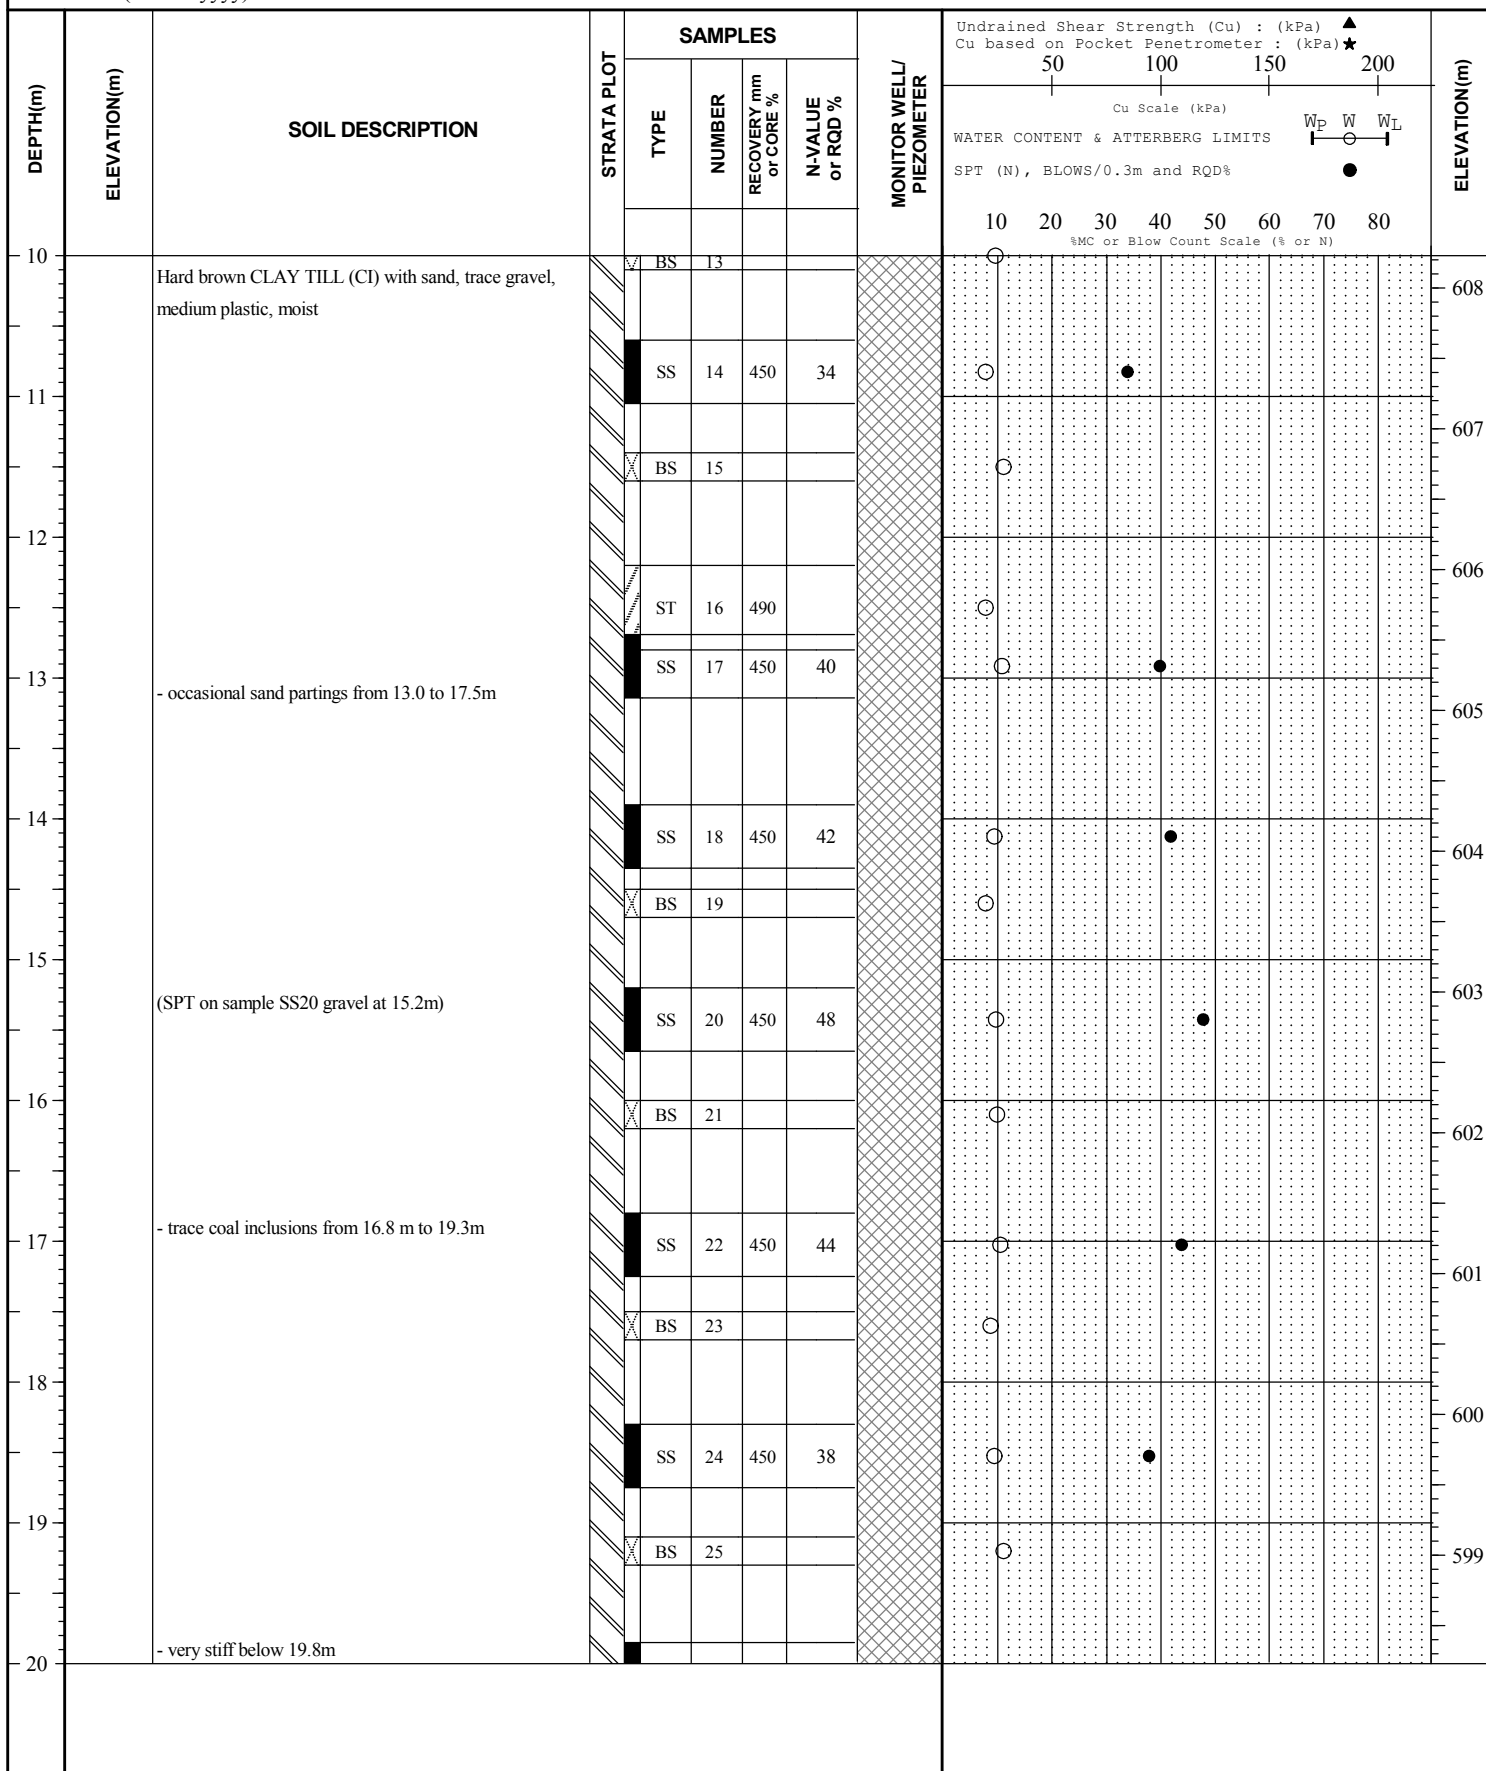 Undrained Shear Strength (Cu) : (kPa) ▲
Cu based on Pocket Penetrometer : (kPa) ★
50 100 150 200
Cu Scale (kPa)
WATER CONTENT & ATTERBERG LIMITS
WP W WL
SPT (N), BLOWS/0.3m and RQD% ●
10 20 30 40 50 60 70 80
%MC or Blow Count Scale (% or N)
DEPTH(m)
ELEVATION(m)
SOIL DESCRIPTION
STRATA PLOT
SAMPLES
TYPE
NUMBER
RECOVERY mm
or CORE %
N-VALUE
or RQD %
MONITOR WELL/
PIEZOMETER
ELEVATION(m)
10
BS 13
Hard brown CLAY TILL (CI) with sand, trace gravel,
medium plastic, moist
608
SS 14 450 34
11
607
BS 15
12
606
ST 16 490
SS 17 450 40
13
- occasional sand partings from 13.0 to 17.5m
605
14
SS 18 450 42
604
BS 19
15
603
(SPT on sample SS20 gravel at 15.2m)
SS 20 450 48
16
BS 21
602
- trace coal inclusions from 16.8 m to 19.3m
17
SS 22 450 44
601
BS 23
18
600
SS 24 450 38
19
BS 25
599
- very stiff below 19.8m
20